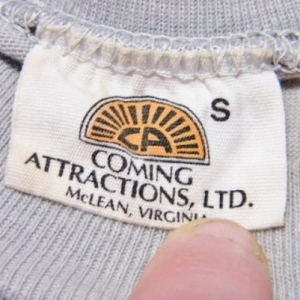 S
CA
COMING
ATTRACTIONS, LTD.
McLEAN, VIRGINIA